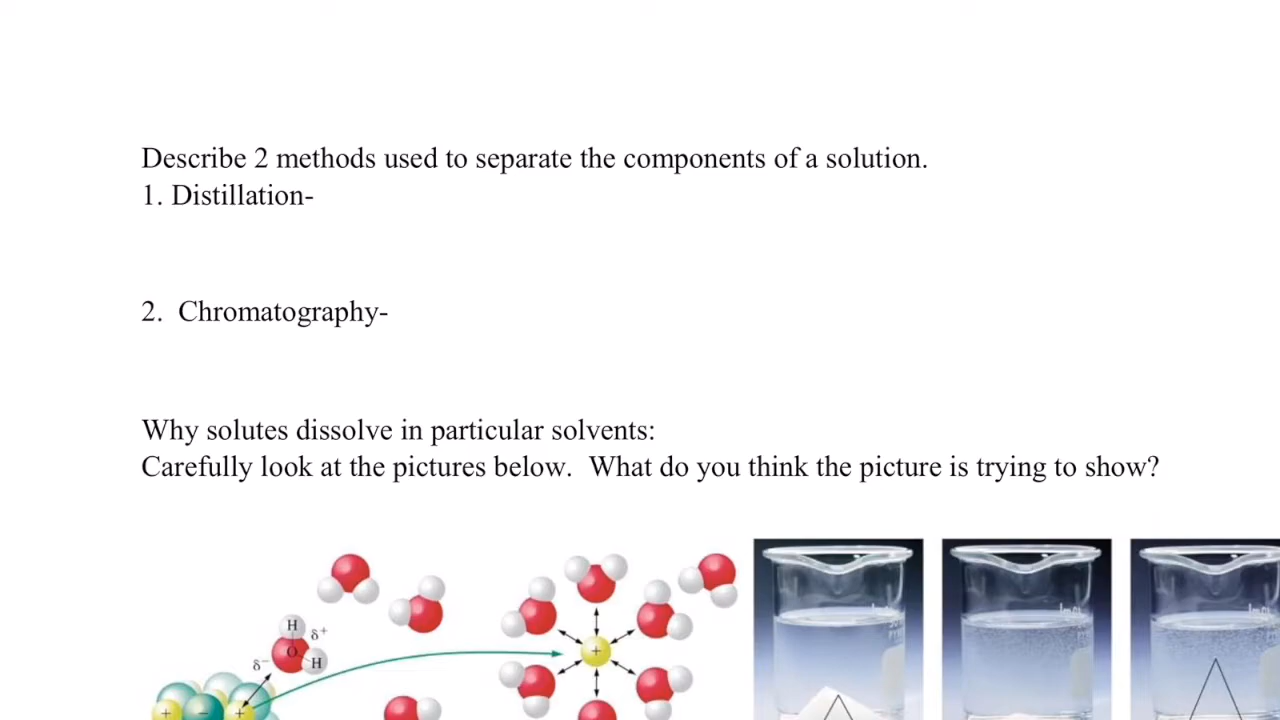 Describe 2 methods used to separate the components of a solution.
1. Distillation-
2.  Chromatography-
Why solutes dissolve in particular solvents:
Carefully look at the pictures below.  What do you think the picture is trying to show?
H
δ+
O
δ−
H
+
+
−
+